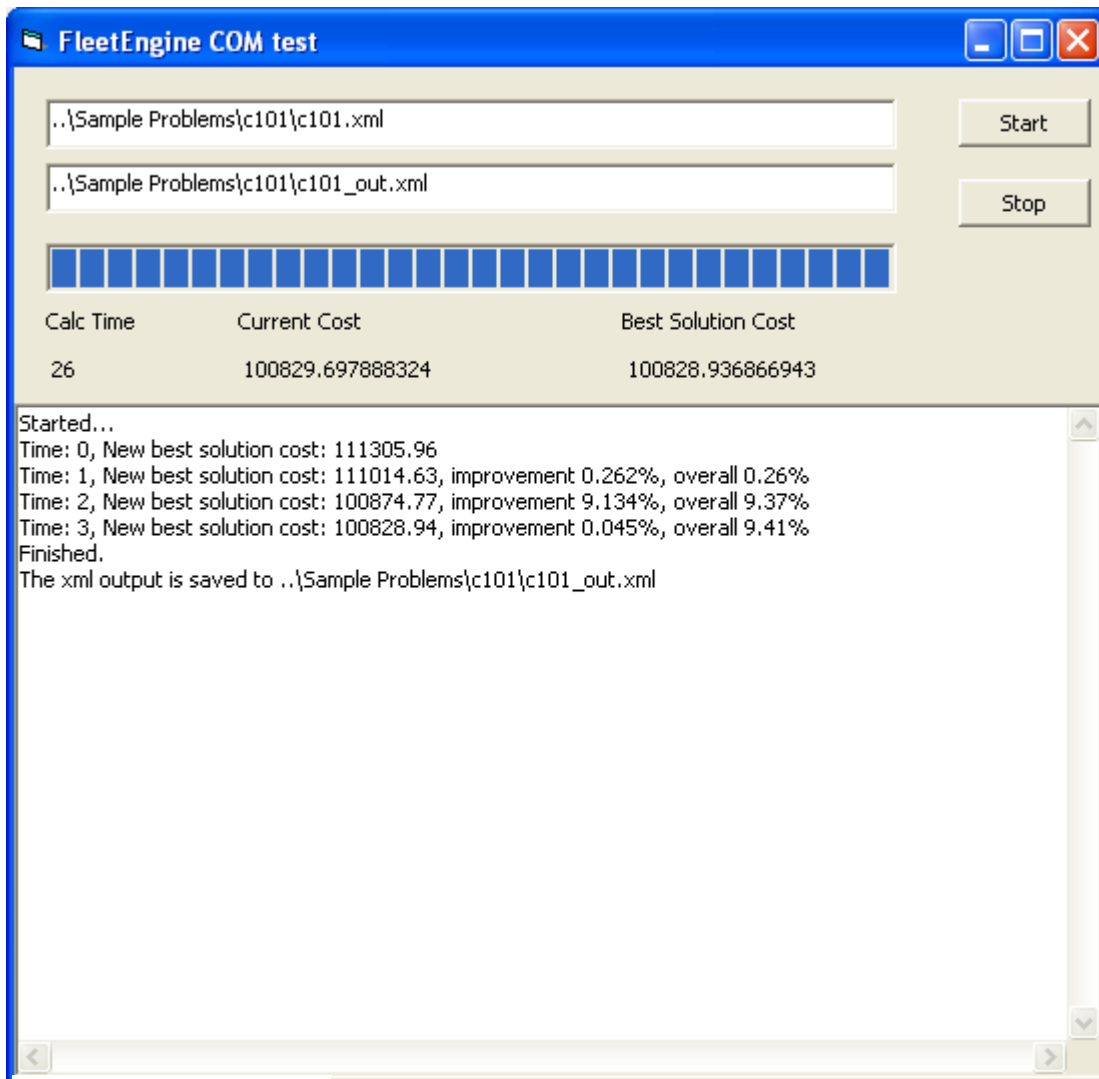 FleetEngine COM test
..\Sample Problems\c101\c101.xml
Start
..\Sample Problems\c101\c101_out.xml
Stop
Calc Time Current Cost Best Solution Cost
26 100829.697888324 100828.936866943
Started...
Time: 0, New best solution cost: 111305.96
Time: 1, New best solution cost: 111014.63, improvement 0.262%, overall 0.26%
Time: 2, New best solution cost: 100874.77, improvement 9.134%, overall 9.37%
Time: 3, New best solution cost: 100828.94, improvement 0.045%, overall 9.41%
Finished.
The xml output is saved to ..\Sample Problems\c101\c101_out.xml